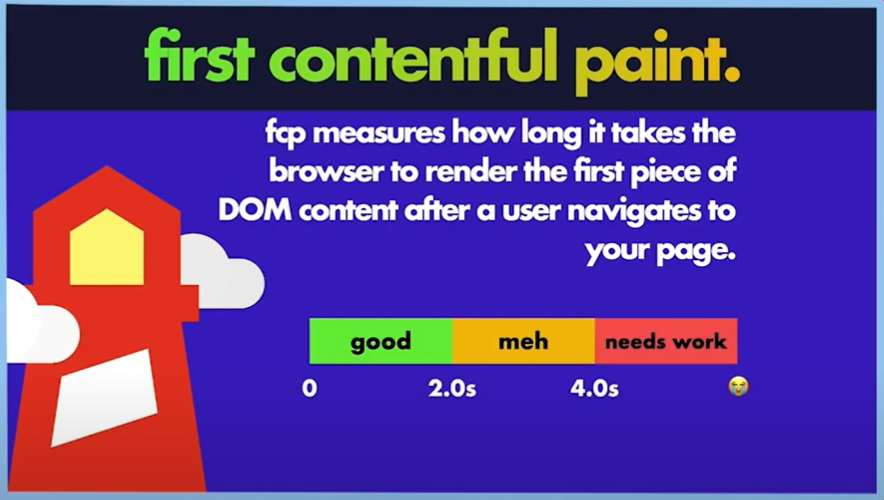 first contentful paint.
fcp measures how long it takes the
browser to render the first piece of
DOM content after a user navigates to
your page.
good meh needs work
0 2.0s 4.0s 😭